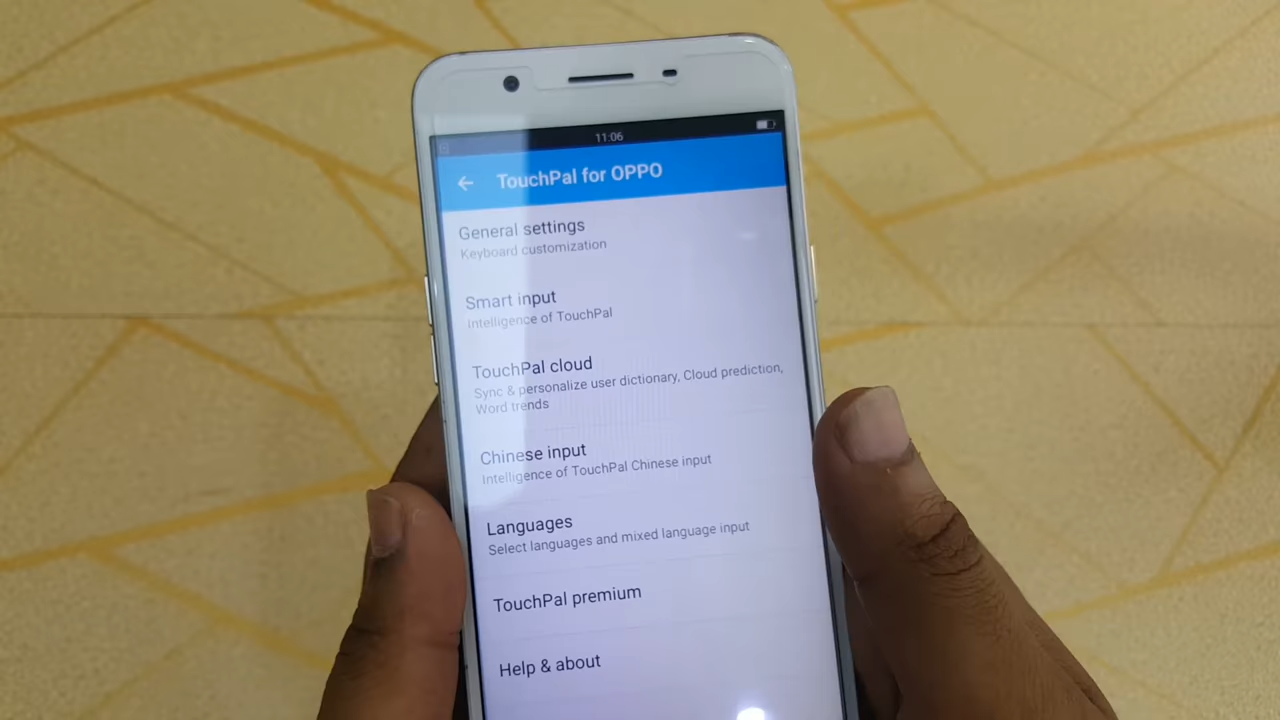 11:06
TouchPal for OPPO
General settings
Keyboard customization
Smart input
Intelligence of TouchPal
TouchPal cloud
Sync & personalize user dictionary, Cloud prediction,
Word trends
Chinese input
Intelligence of TouchPal Chinese input
Languages
Select languages and mixed language input
TouchPal premium
Help & about